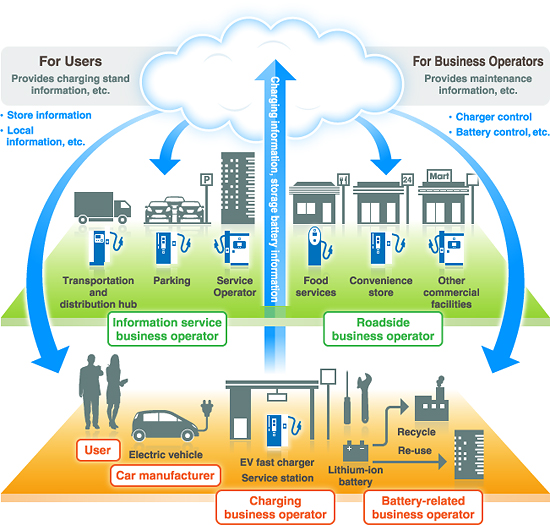 For Users
Provides charging stand
information, etc.
• Store information
• Local
information, etc.
For Business Operators
Provides maintenance
information, etc.
• Charger control
• Battery control, etc.
Charging information, storage battery information
P
24
Mart
Transportation
and
distribution hub
Parking
Service
Operator
Food
services
Convenience
store
Other
commercial
facilities
Information service
business operator
Roadside
business operator
User
Electric vehicle
Car manufacturer
EV fast charger
Service station
Charging
business operator
Lithium-ion
battery
Recycle
Re-use
Battery-related
business operator